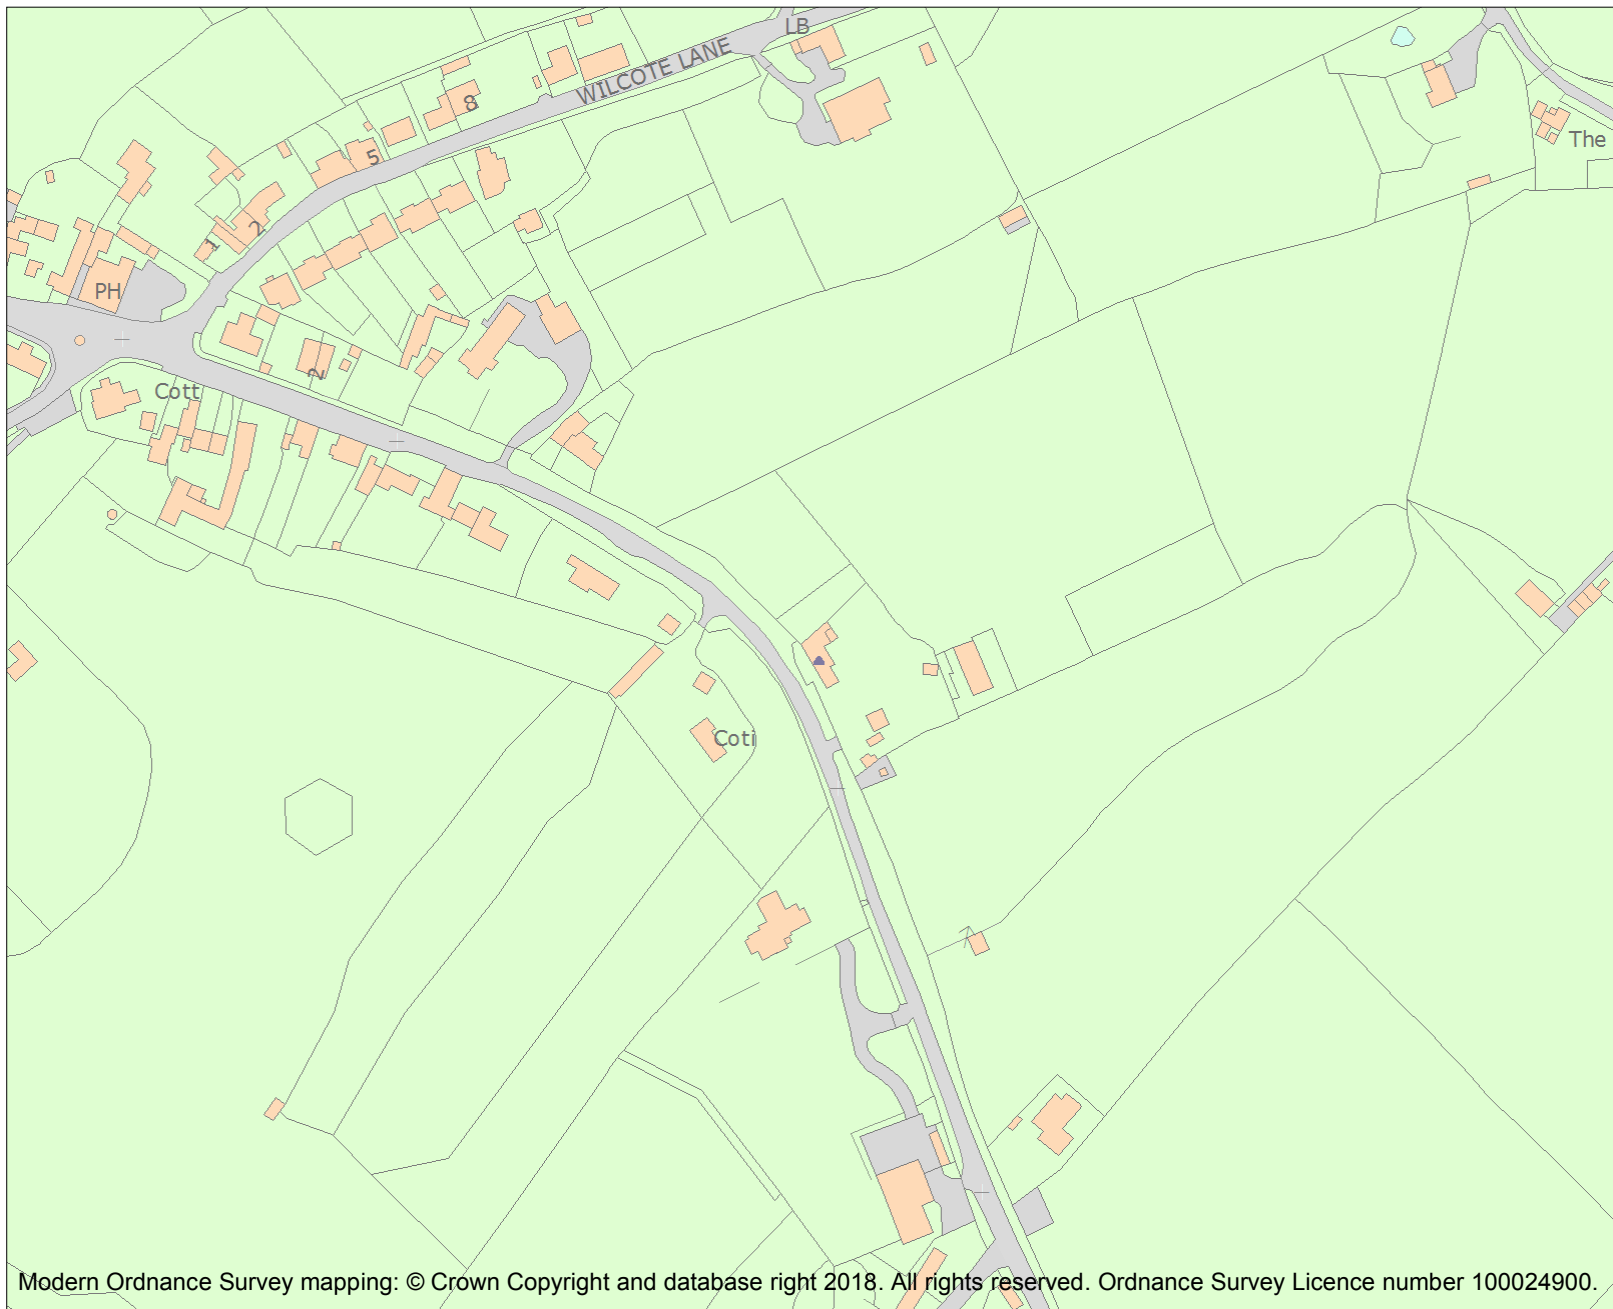 LB
WILCOTE LANE
8
The
5
2
1
PH
2
Cott
Coti
Modern Ordnance Survey mapping: © Crown Copyright and database right 2018. All rights reserved. Ordnance Survey Licence number 100024900.